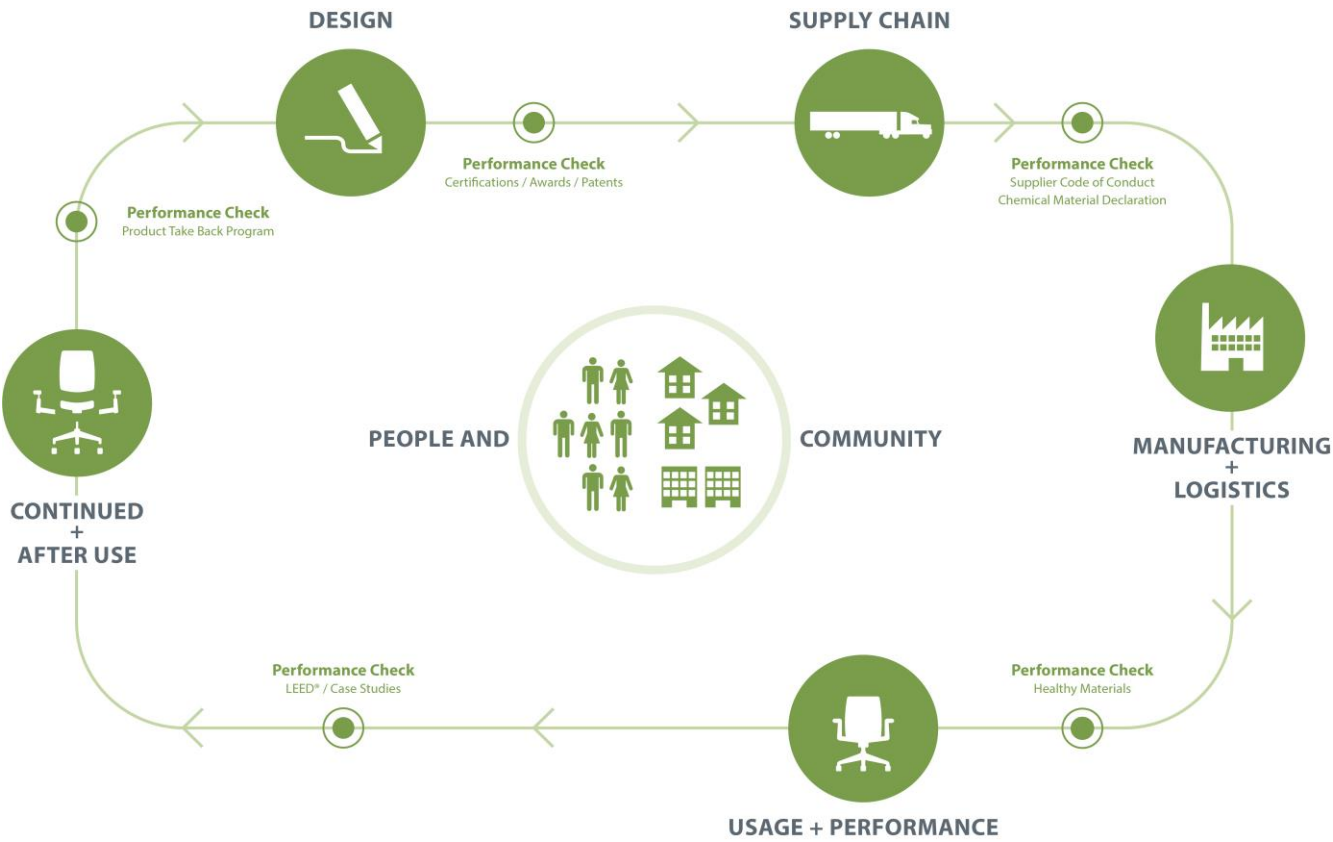 DESIGN
SUPPLY CHAIN
Performance Check
Certifications / Awards / Patents
Performance Check
Supplier Code of Conduct
Chemical Material Declaration
Performance Check
Product Take Back Program
PEOPLE AND
COMMUNITY
MANUFACTURING
+
LOGISTICS
CONTINUED
+
AFTER USE
Performance Check
LEED® / Case Studies
Performance Check
Healthy Materials
USAGE + PERFORMANCE